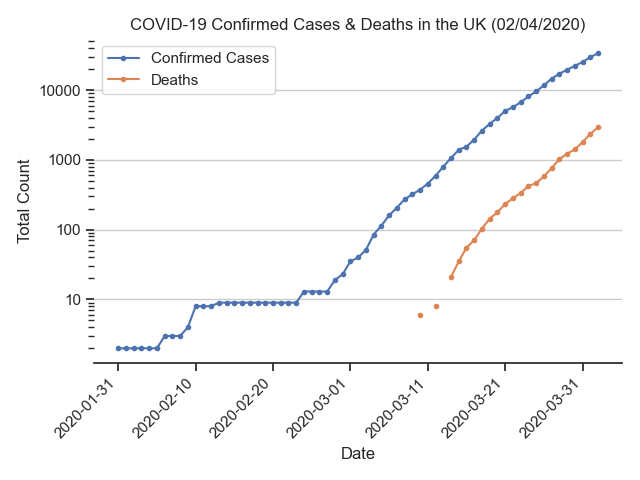 COVID-19 Confirmed Cases & Deaths in the UK (02/04/2020)
Confirmed Cases
Deaths
Total Count
10000
1000
100
10
2020-01-31
2020-02-10
2020-02-20
2020-03-01
2020-03-11
2020-03-21
2020-03-31
Date